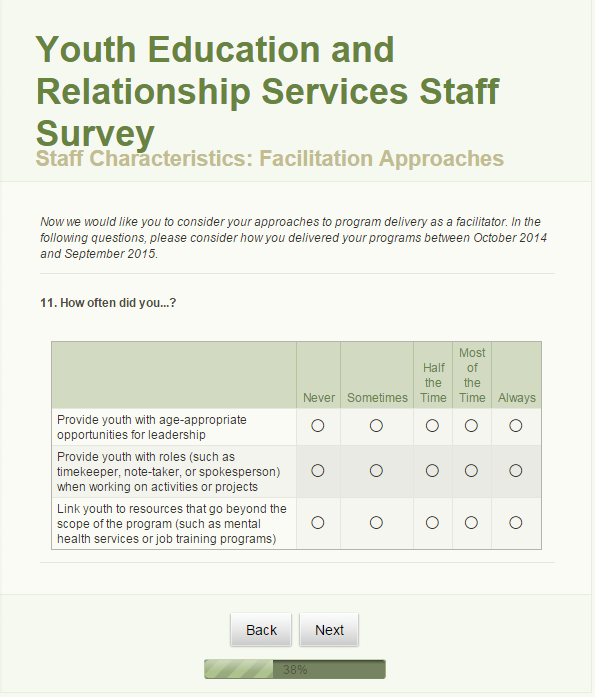 Youth Education and
Relationship Services Staff
Survey
Staff Characteristics: Facilitation Approaches
Now we would like you to consider your approaches to program delivery as a facilitator. In the
following questions, please consider how you delivered your programs between October 2014
and September 2015.
11. How often did you...?
Never Sometimes Half the Time Most of the Time Always
Provide youth with age-appropriate
opportunities for leadership
Provide youth with roles (such as
timekeeper, note-taker, or spokesperson)
when working on activities or projects
Link youth to resources that go beyond the
scope of the program (such as mental
health services or job training programs)
Back Next
38%